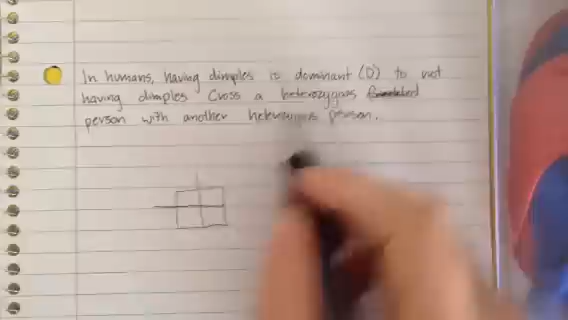 In humans, having dimples is dominant (D) to not
having dimples Cross a heterozygous
person with another heterozygous person.